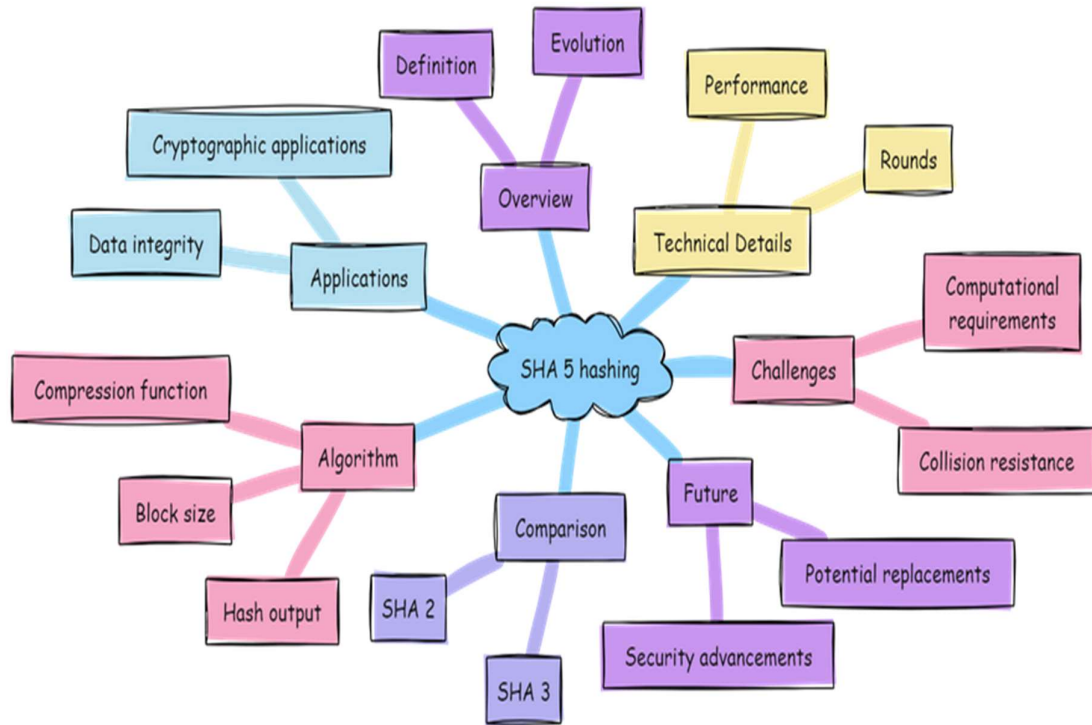 Evolution
Definition
Performance
Cryptographic applications
Rounds
Overview
Data integrity
Technical Details
Applications
Computational
requirements
SHA 5 hashing
Challenges
Compression function
Algorithm
Collision resistance
Future
Block size
Comparison
Potential replacements
Hash output
SHA 2
Security advancements
SHA 3